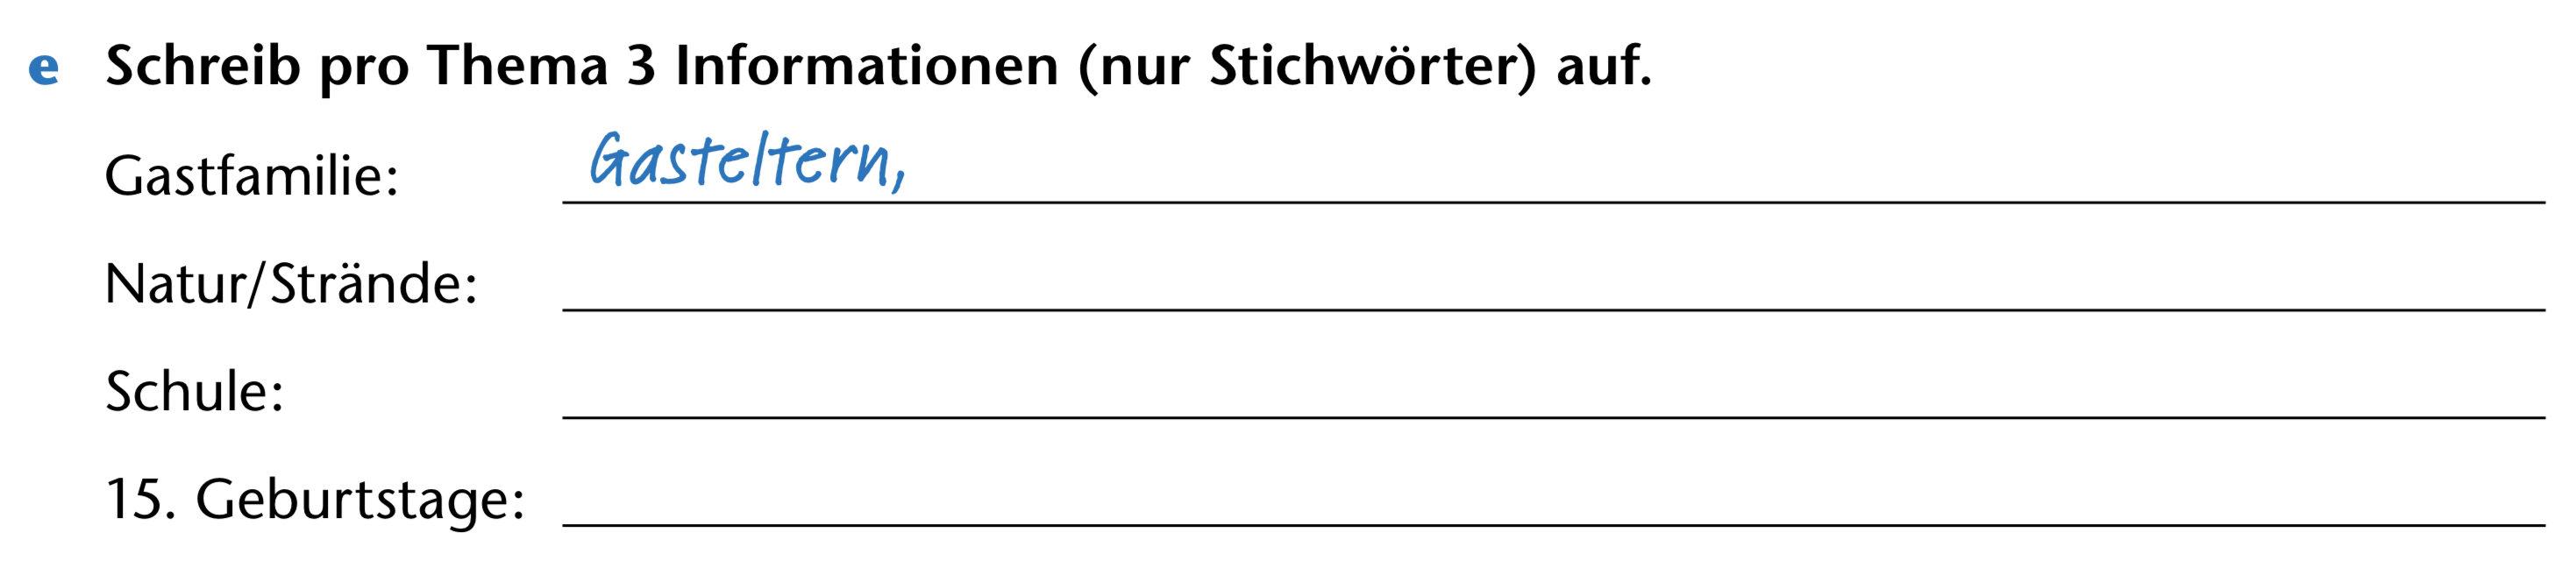 e Schreib pro Thema 3 Informationen (nur Stichwörter) auf.
Gastfamilie: Gasteltern,
Natur/Strände:
Schule:
15. Geburtstage: